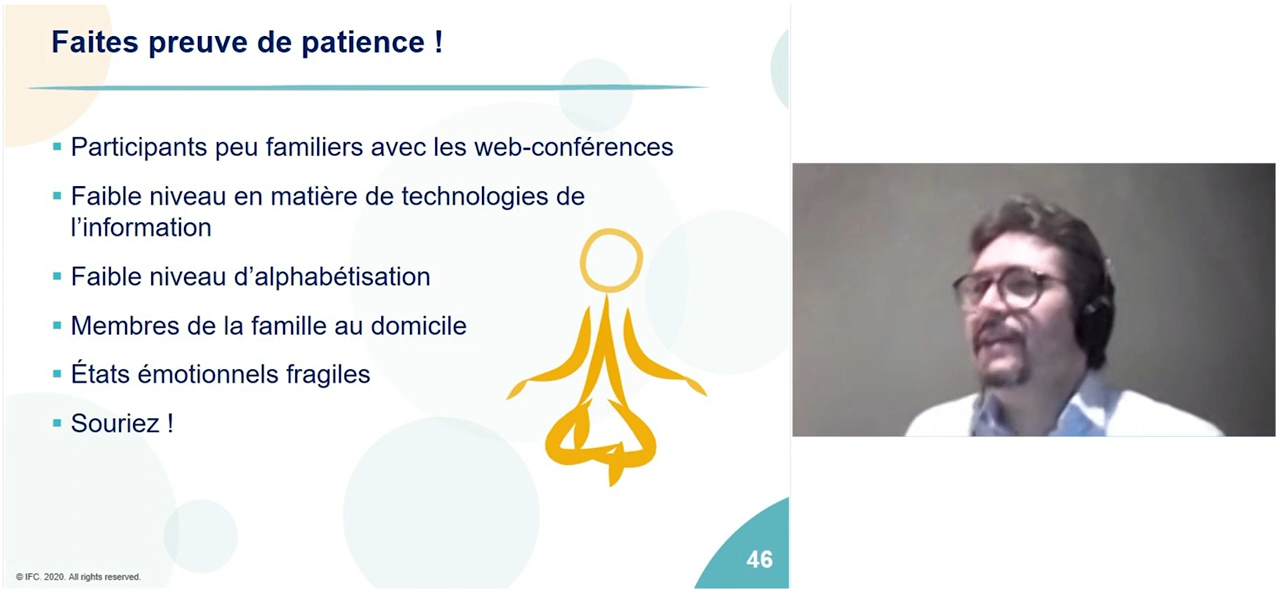 Faites preuve de patience !
Participants peu familiers avec les web-conférences
Faible niveau en matière de technologies de
l’information
Faible niveau d’alphabétisation
Membres de la famille au domicile
États émotionnels fragiles
Souriez !
46
© IFC. 2020. All rights reserved.